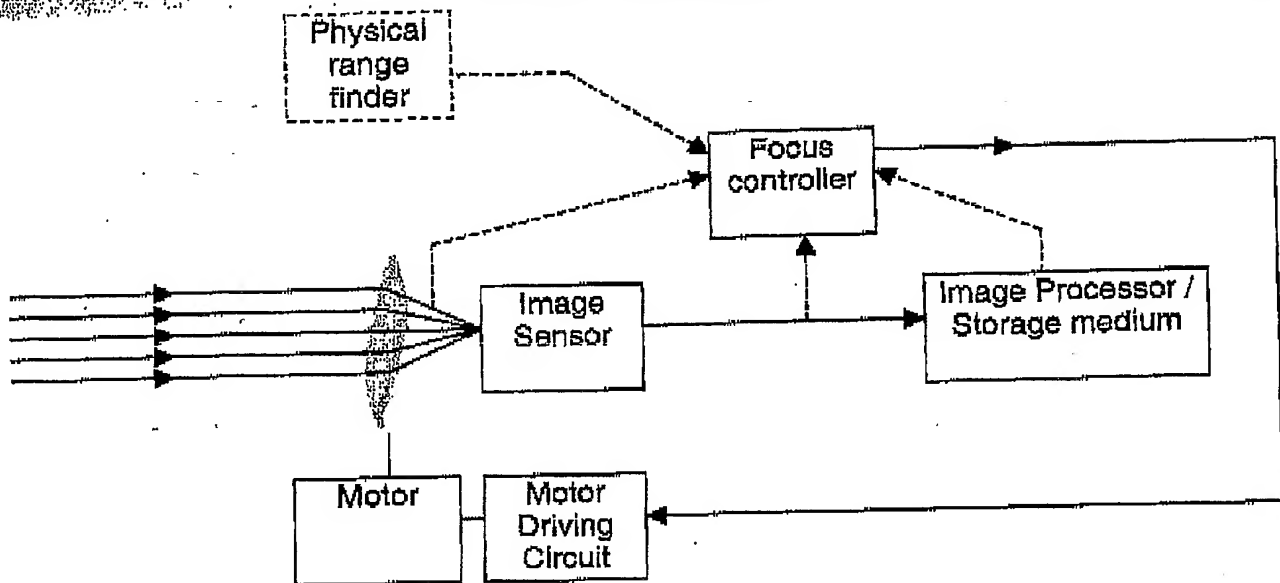 Physical
range
finder
Focus
controller
Image
Sensor
Image Processor /
Storage medium
Motor
Motor
Driving
Circuit